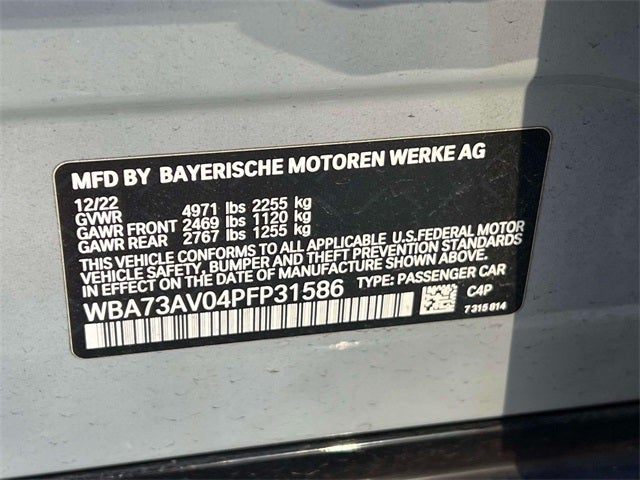 MFD BY BAYERISCHE MOTOREN WERKE AG
12/22
GVWR 4971 lbs 2255 kg
GAWR FRONT 2469 lbs 1120 kg
GAWR REAR 2767 lbs 1255 kg
THIS VEHICLE CONFORMS TO ALL APPLICABLE U.S.FEDERAL MOTOR
VEHICLE SAFETY, BUMPER AND THEFT PREVENTION STANDARDS
IN EFFECT ON THE DATE OF MANUFACTURE SHOWN ABOVE.
WBA73AV04PFP31586 TYPE: PASSENGER CAR
C4P
7 315 814